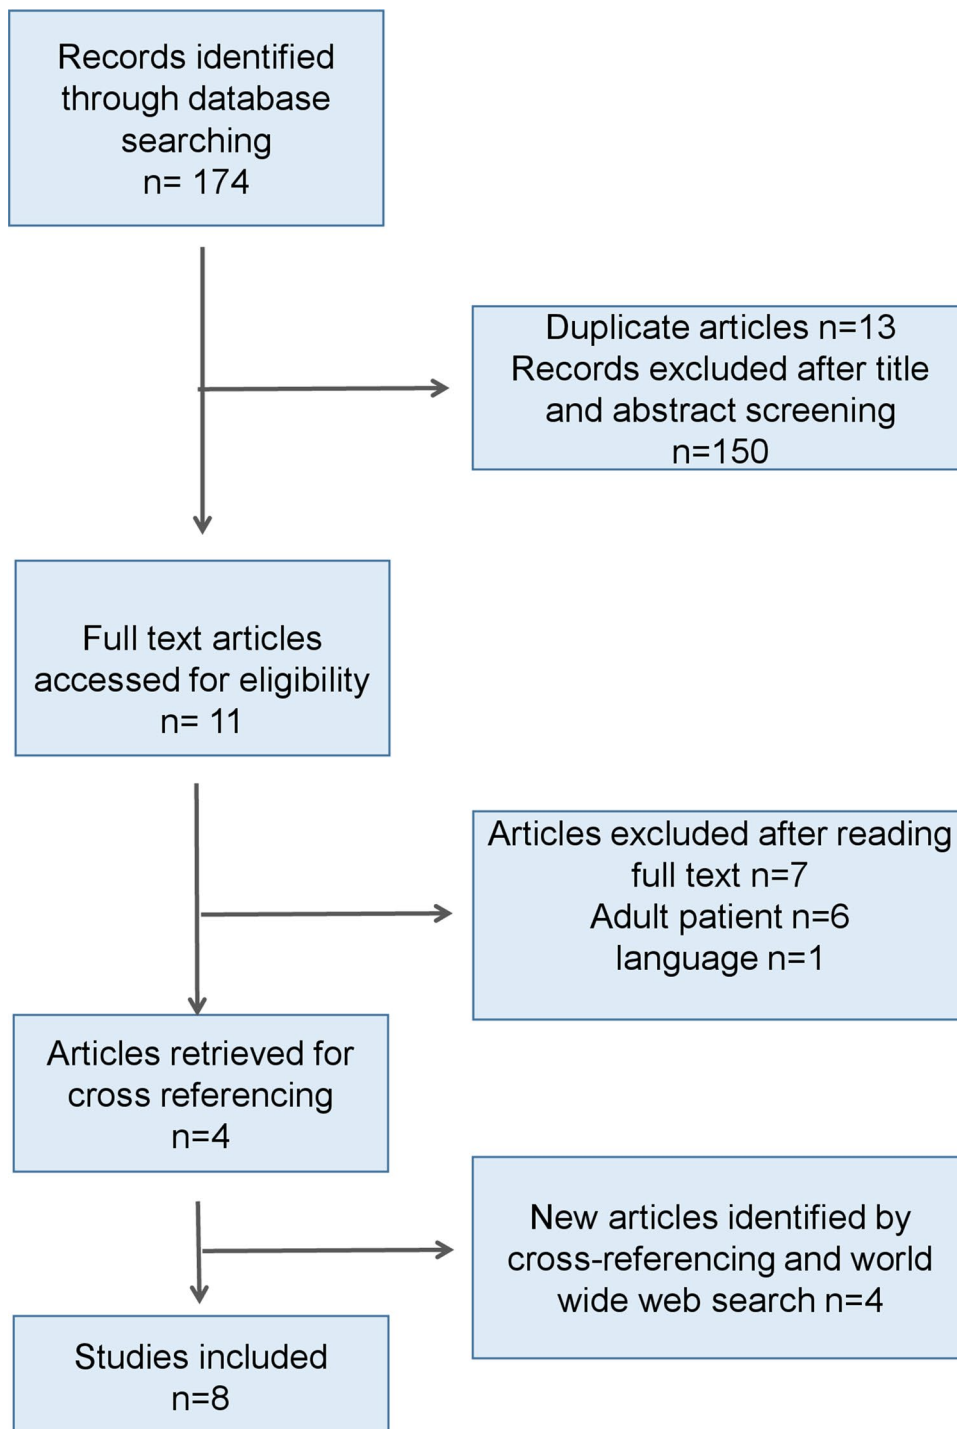 Records identified
through database
searching
n= 174
Duplicate articles n=13
Records excluded after title
and abstract screening
n=150
Full text articles
accessed for eligibility
n= 11
Articles excluded after reading
full text n=7
Adult patient n=6
language n=1
Articles retrieved for
cross referencing
n=4
New articles identified by
cross-referencing and world
wide web search n=4
Studies included
n=8